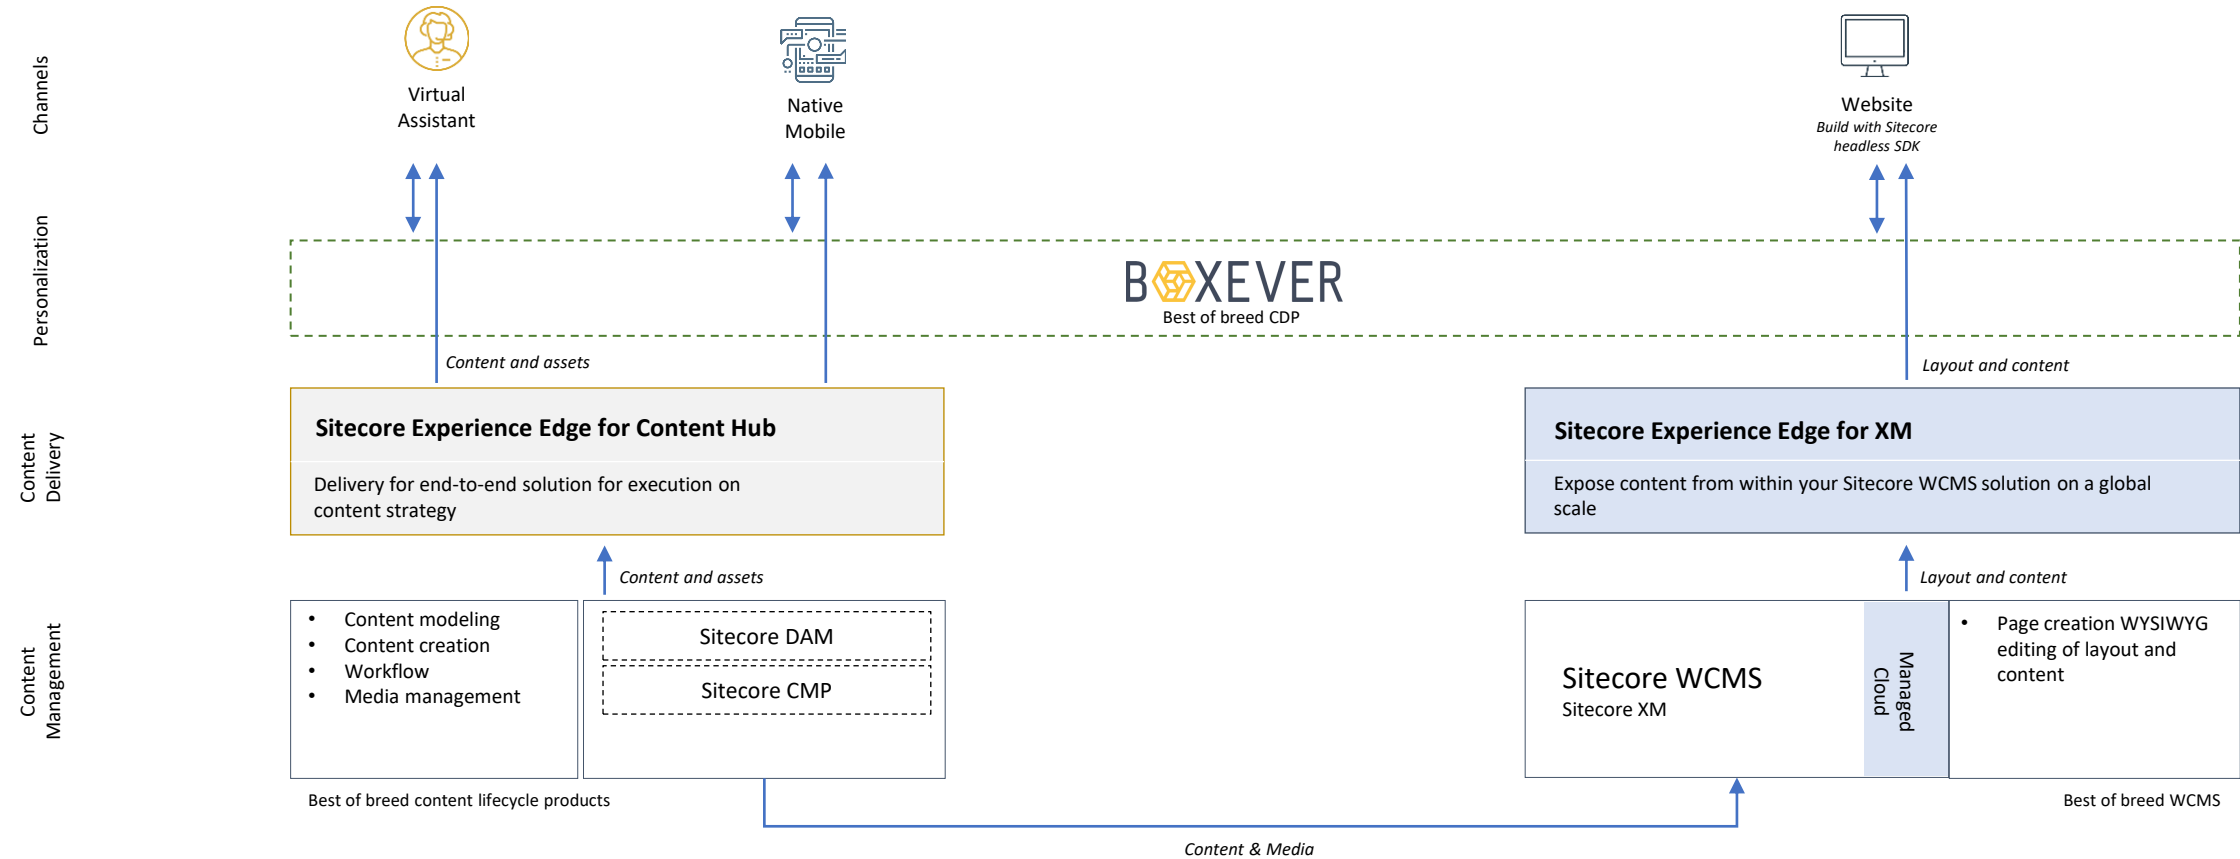 Channels
Virtual
Assistant
Native
Mobile
Website
Build with Sitecore
headless SDK
Personalization
BOXEVER
Best of breed CDP
Content and assets
Layout and content
Content
Delivery
Sitecore Experience Edge for Content Hub
Delivery for end-to-end solution for execution on
content strategy
Sitecore Experience Edge for XM
Expose content from within your Sitecore WCMS solution on a global
scale
Content and assets
Layout and content
Content
Management
• Content modeling
• Content creation
• Workflow
• Media management
Sitecore DAM
Sitecore CMP
Sitecore WCMS
Sitecore XM
Managed
Cloud
• Page creation WYSIWYG
editing of layout and
content
Best of breed content lifecycle products
Best of breed WCMS
Content & Media